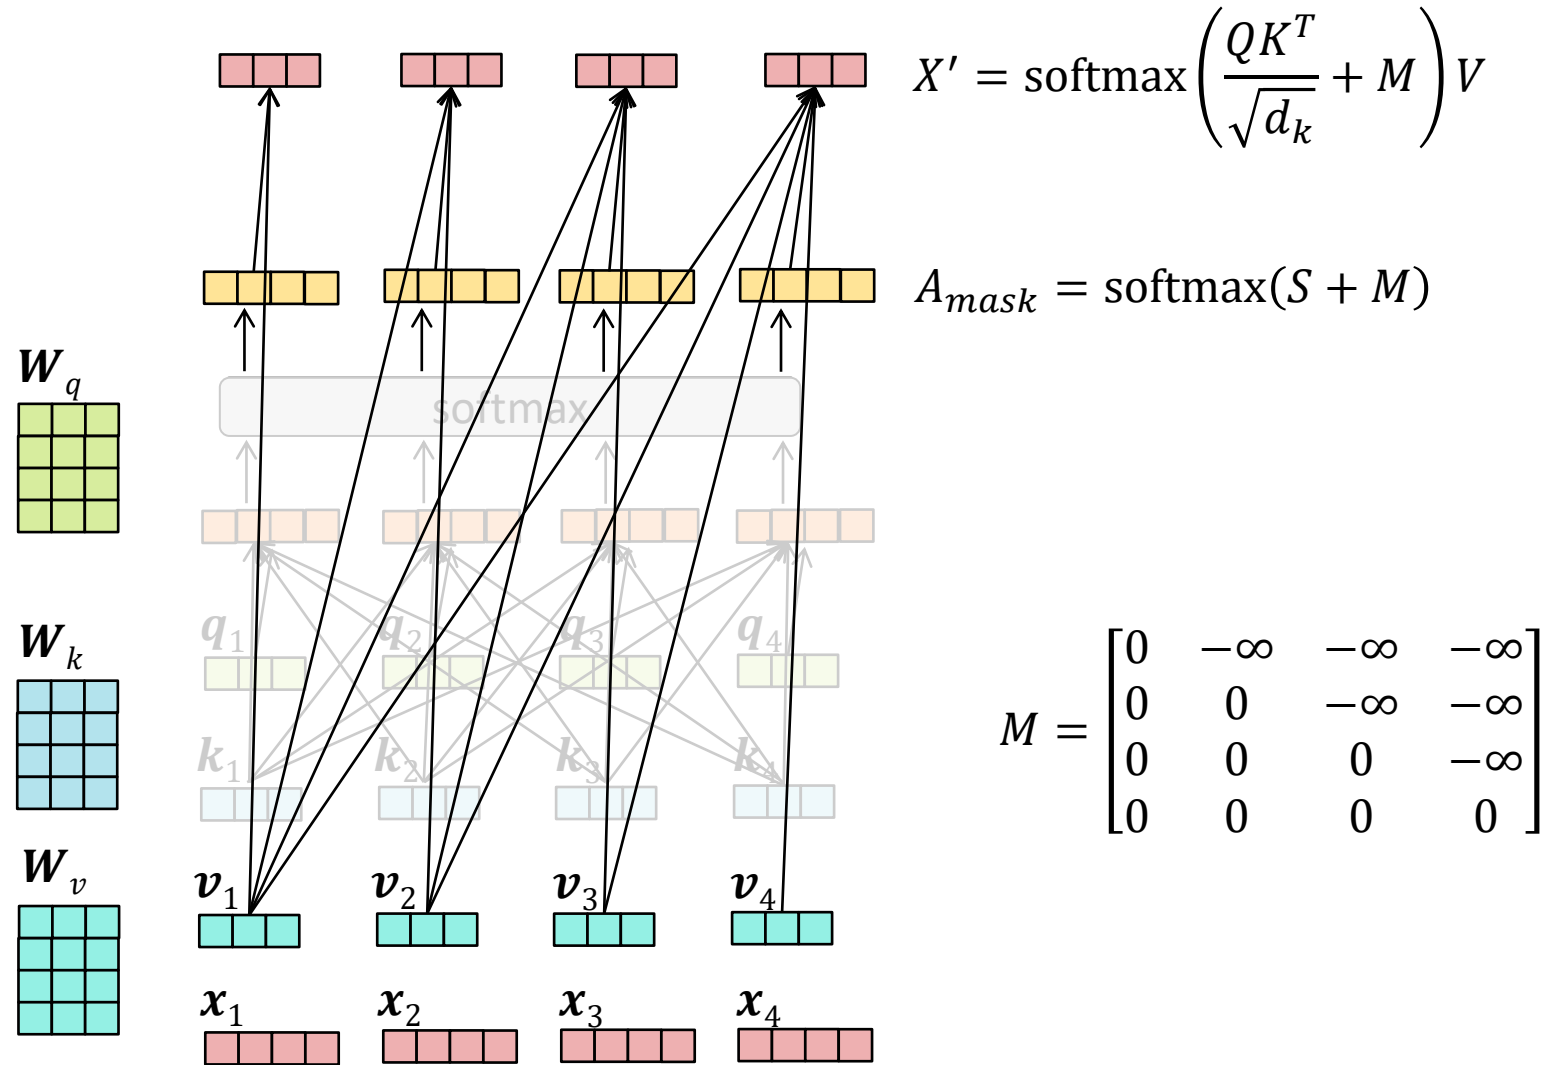 X′ = softmax(QK^T / √d_k + M)V
A_mask = softmax(S + M)
W_q
softmax
q_1 q_2 q_3 q_4
W_k
k_1 k_2 k_3 k_4
M = [0 −∞ −∞ −∞
0 0 −∞ −∞
0 0 0 −∞
0 0 0 0]
W_v
v_1 v_2 v_3 v_4
x_1 x_2 x_3 x_4